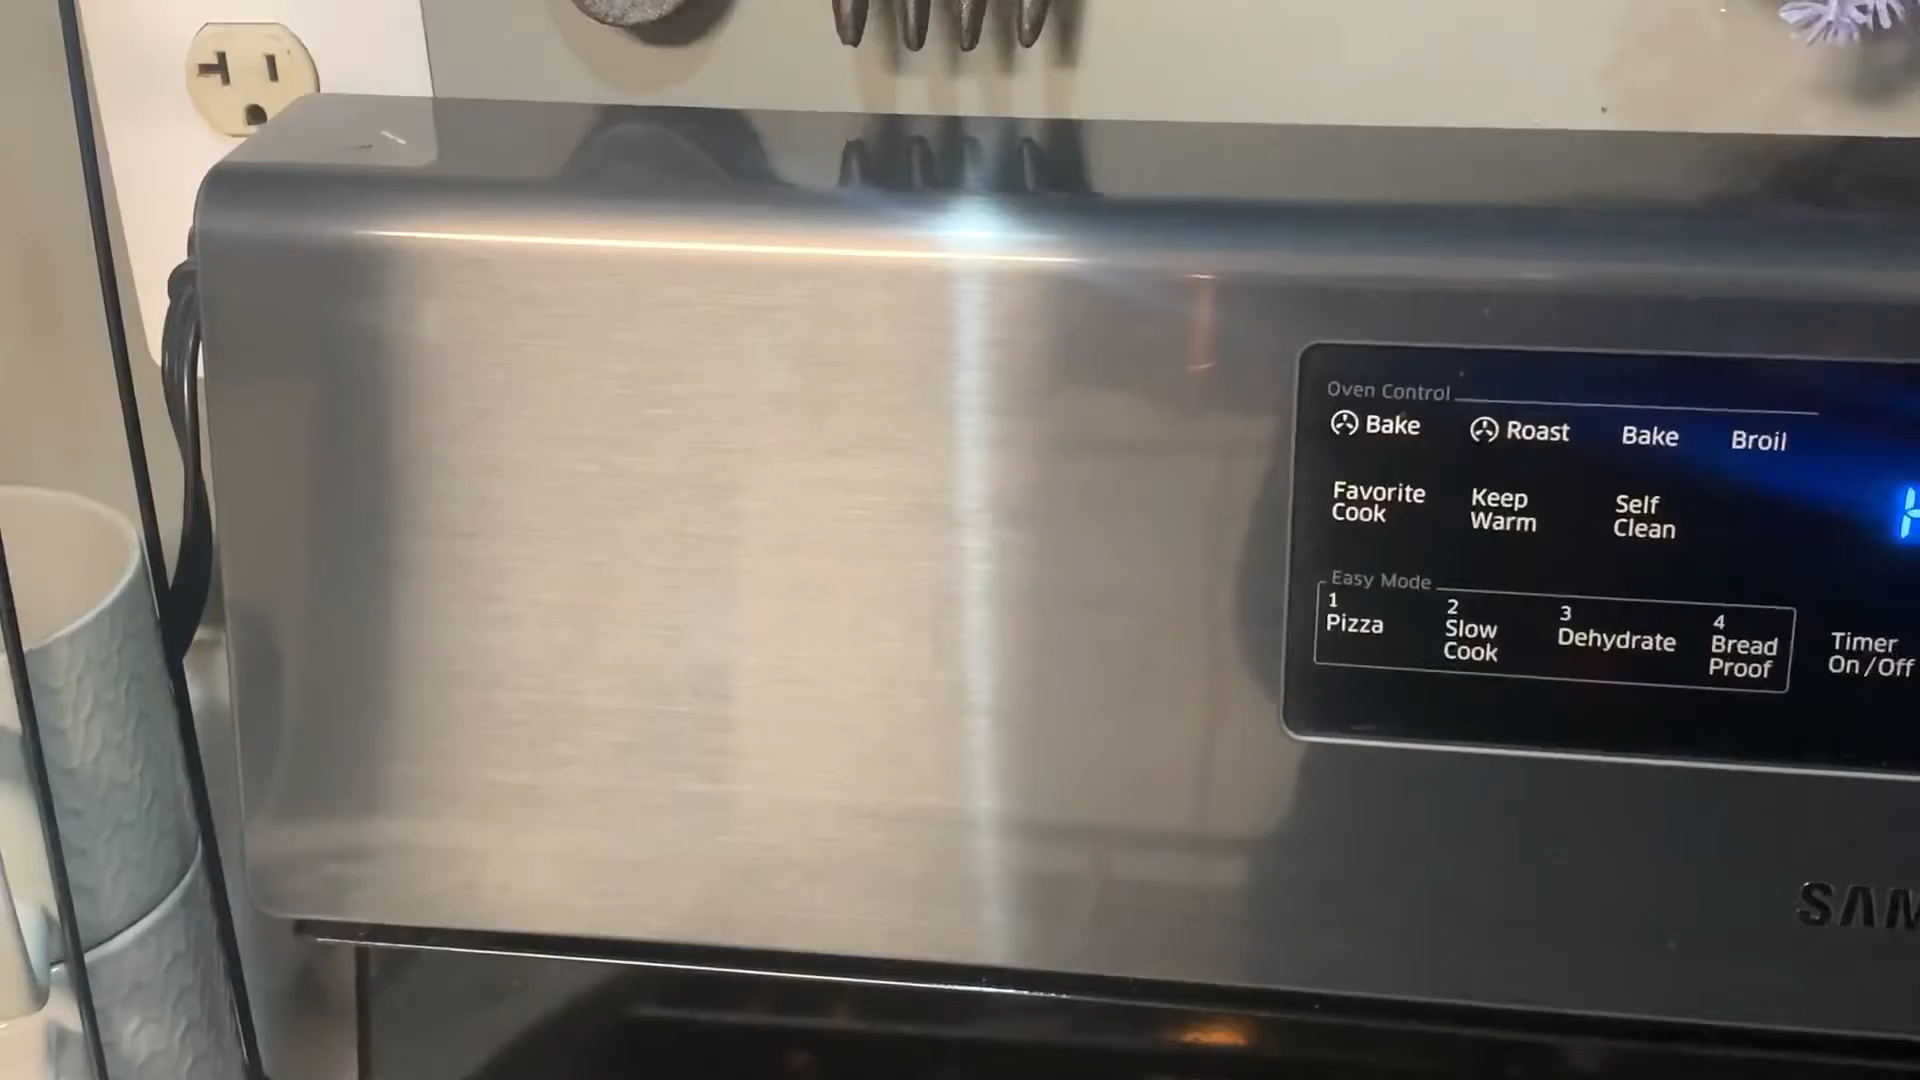 Oven Control
Bake Roast Bake Broil
Favorite Cook
Keep Warm
Self Clean
Easy Mode
1 Pizza
2 Slow Cook
3 Dehydrate
4 Bread Proof
Timer On/Off
SAM